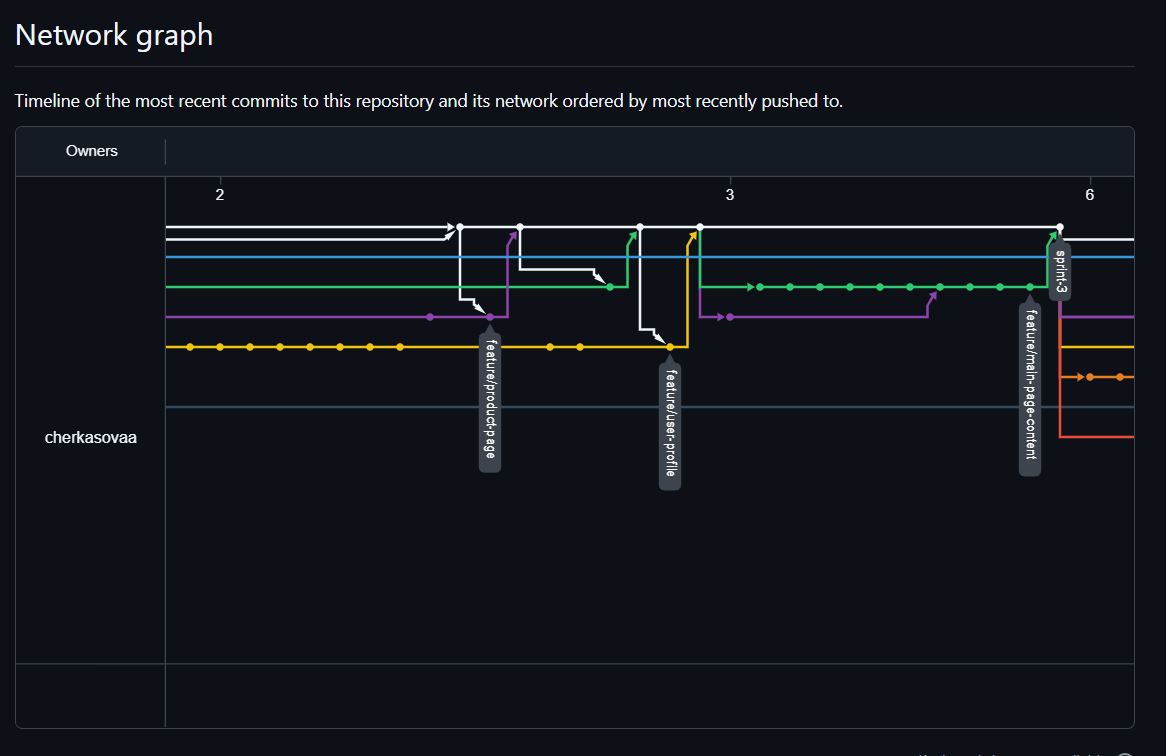 Network graph
Timeline of the most recent commits to this repository and its network ordered by most recently pushed to.
Owners
2
3
6
sprint-3
feature/product-page
feature/user-profile
feature/main-page-content
cherkasovaa